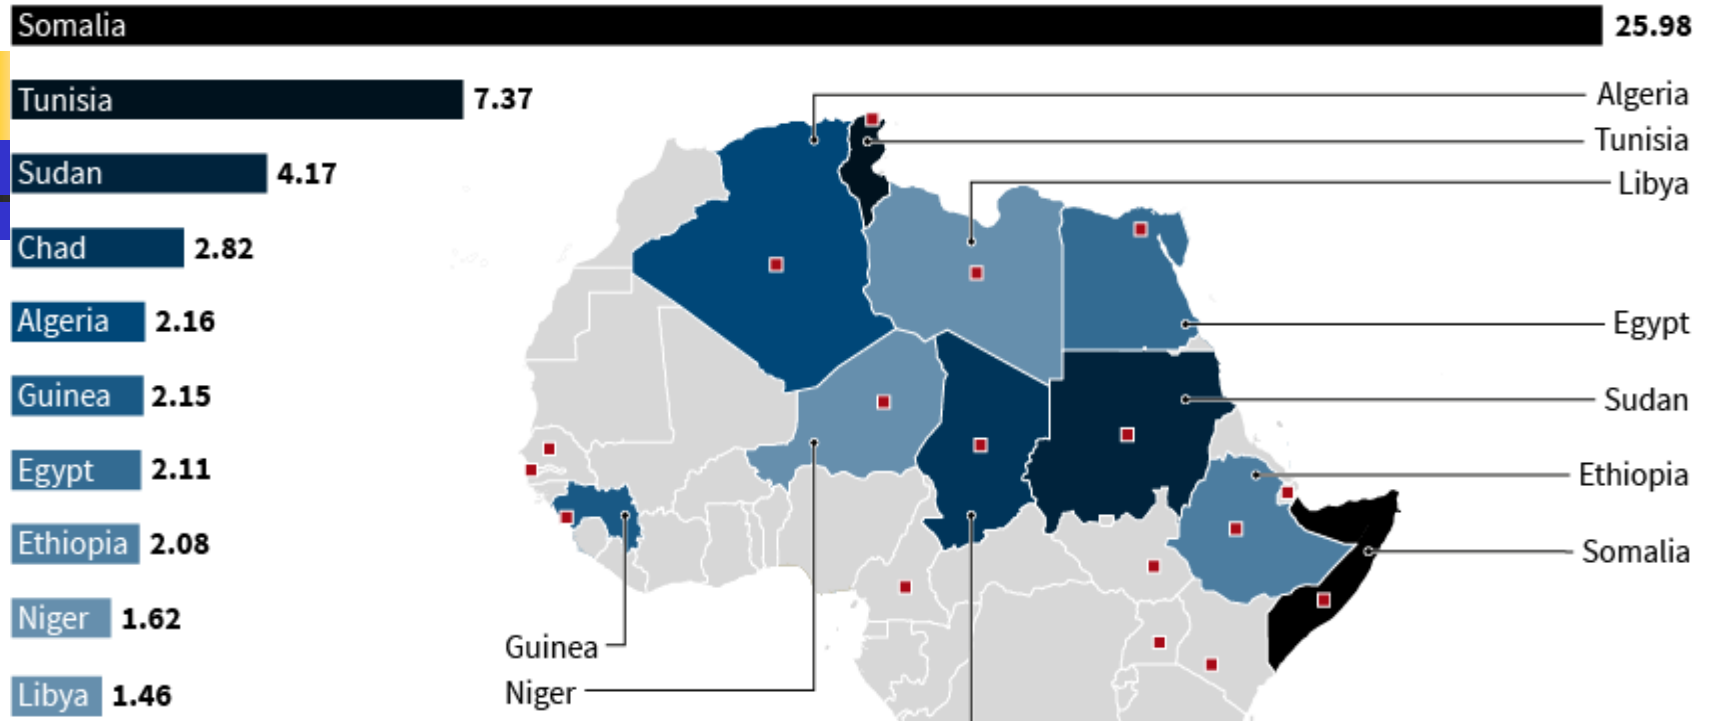 Somalia 25.98
Tunisia 7.37
Sudan 4.17
Chad 2.82
Algeria 2.16
Guinea 2.15
Egypt 2.11
Ethiopia 2.08
Niger 1.62
Libya 1.46
Algeria
Tunisia
Libya
Egypt
Sudan
Ethiopia
Somalia
Guinea
Niger